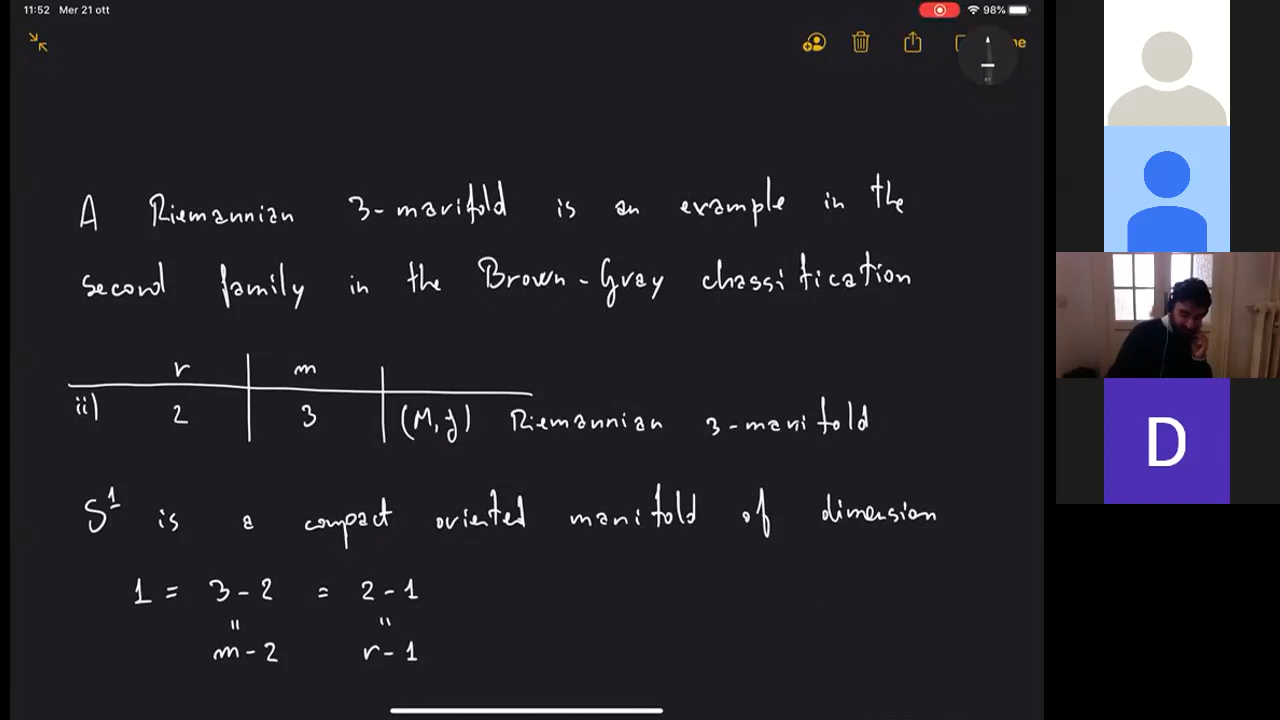 11:52 Mer 21 ott
98%
A Riemannian 3-manifold is an example in the
second family in the Brown-Gray chassification
r m
ii) 2 3 (M,g) Riemannian 3-manifold
S¹ is a compact oriented manifold of dimension
1 = 3-2 = 2-1
" "
m-2 r-1
D